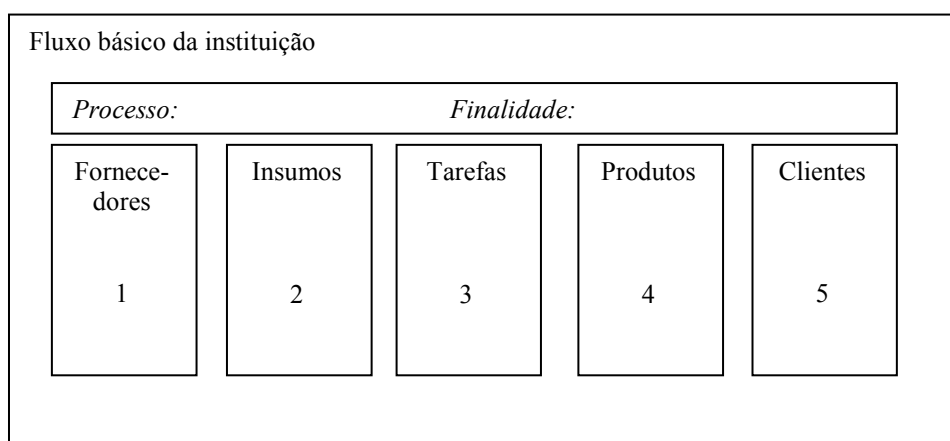 Fluxo básico da instituição
Processo: Finalidade:
Fornece-
dores
Insumos
Tarefas
Produtos
Clientes
1
2
3
4
5